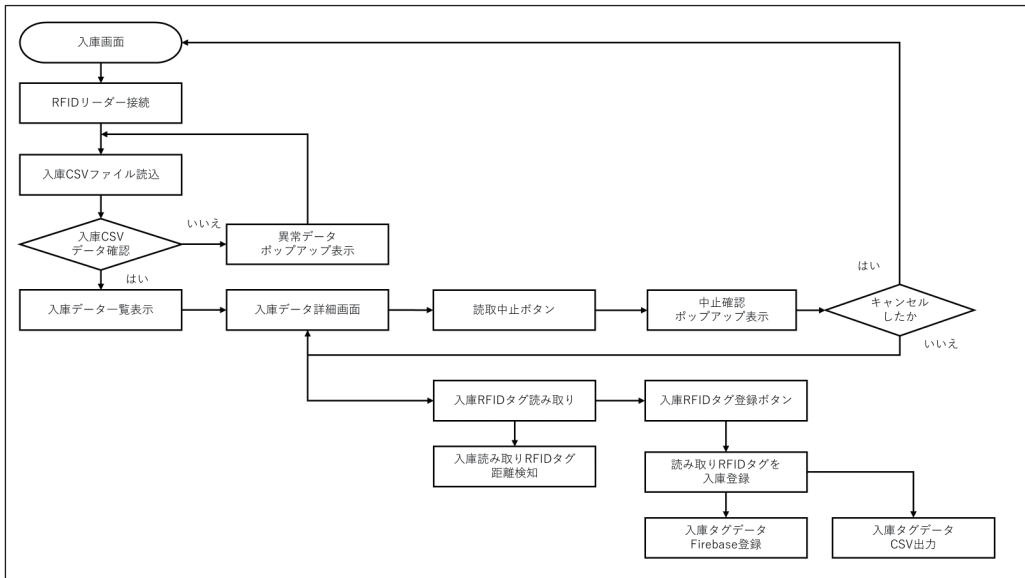 入庫画面
RFIDリーダー接続
入庫CSVファイル読込
入庫CSV
データ確認
いいえ
異常データ
ポップアップ表示
はい
入庫データ一覧表示
入庫データ詳細画面
読取中止ボタン
中止確認
ポップアップ表示
はい
キャンセル
したか
いいえ
入庫RFIDタグ読み取り
入庫RFIDタグ登録ボタン
入庫読み取りRFIDタグ
距離検知
読み取りRFIDタグを
入庫登録
入庫タグデータ
Firebase登録
入庫タグデータ
CSV出力